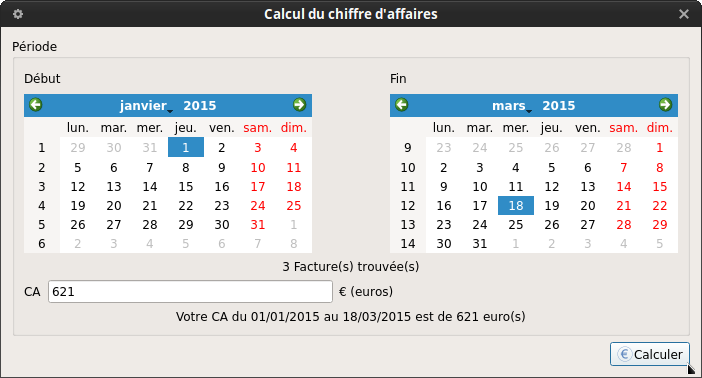 Calcul du chiffre d'affaires
Période
Début
Fin
janvier 2015
mars 2015
lun. mar. mer. jeu. ven. sam. dim.
1 29 30 31 1 2 3 4
2 5 6 7 8 9 10 11
3 12 13 14 15 16 17 18
4 19 20 21 22 23 24 25
5 26 27 28 29 30 31 1
6 2 3 4 5 6 7 8
lun. mar. mer. jeu. ven. sam. dim.
9 23 24 25 26 27 28 1
10 2 3 4 5 6 7 8
11 9 10 11 12 13 14 15
12 16 17 18 19 20 21 22
13 23 24 25 26 27 28 29
14 30 31 1 2 3 4 5
3 Facture(s) trouvée(s)
CA 621 € (euros)
Votre CA du 01/01/2015 au 18/03/2015 est de 621 euro(s)
€ Calculer